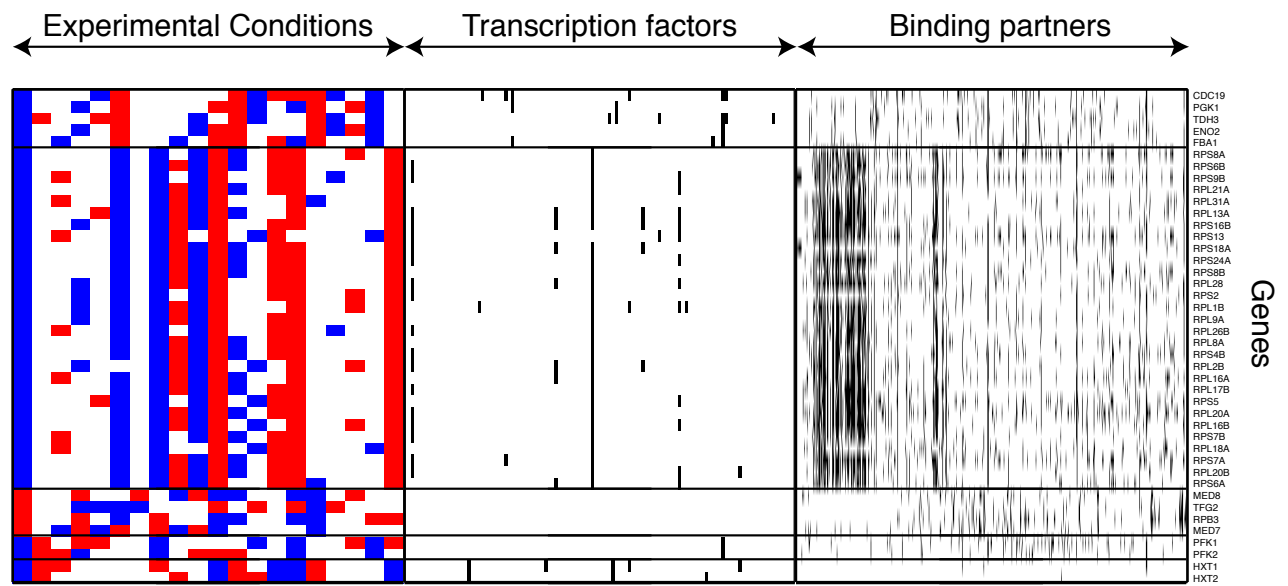 Experimental Conditions Transcription factors Binding partners
CDC19
PGK1
TDH3
ENO2
FBA1
RPS8A
RPS6B
RPS9B
RPL21A
RPL31A
RPL13A
RPS16B
RPS13
RPS18A
RPS24A
RPS8B
RPL28
RPS2
RPL1B
RPL9A
RPL26B
RPL8A
RPS4B
RPL2B
RPL16A
RPL17B
RPS5
RPL20A
RPL16B
RPS7B
RPL18A
RPS7A
RPL20B
RPS6A
MED8
TFG2
RPB3
MED7
PFK1
PFK2
HXT1
HXT2
Genes